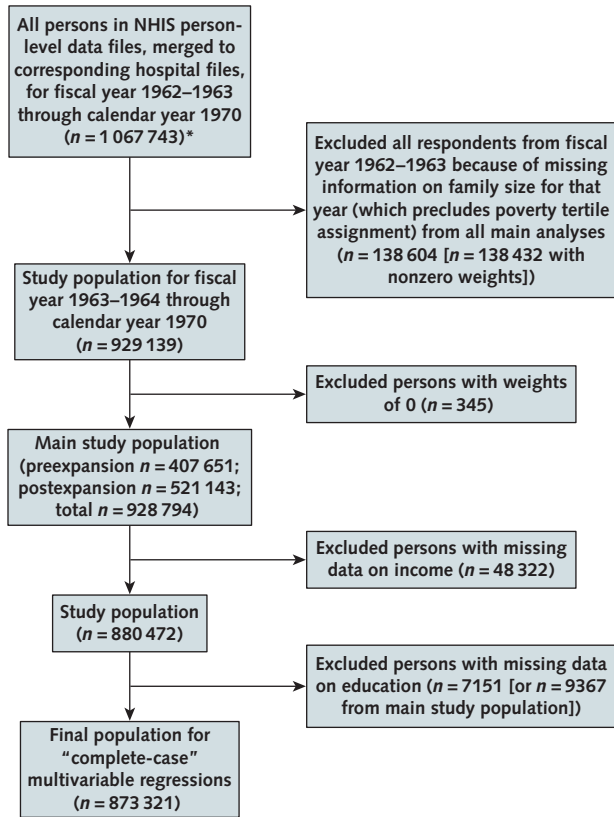 All persons in NHIS person-
level data files, merged to
corresponding hospital files,
for fiscal year 1962–1963
through calendar year 1970
(n = 1 067 743)*
Excluded all respondents from fiscal
year 1962–1963 because of missing
information on family size for that
year (which precludes poverty tertile
assignment) from all main analyses
(n = 138 604 [n = 138 432 with
nonzero weights])
Study population for fiscal
year 1963–1964 through
calendar year 1970
(n = 929 139)
Excluded persons with weights
of 0 (n = 345)
Main study population
(preexpansion n = 407 651;
postexpansion n = 521 143;
total n = 928 794)
Excluded persons with missing
data on income (n = 48 322)
Study population
(n = 880 472)
Excluded persons with missing data
on education (n = 7151 [or n = 9367
from main study population])
Final population for
“complete-case”
multivariable regressions
(n = 873 321)